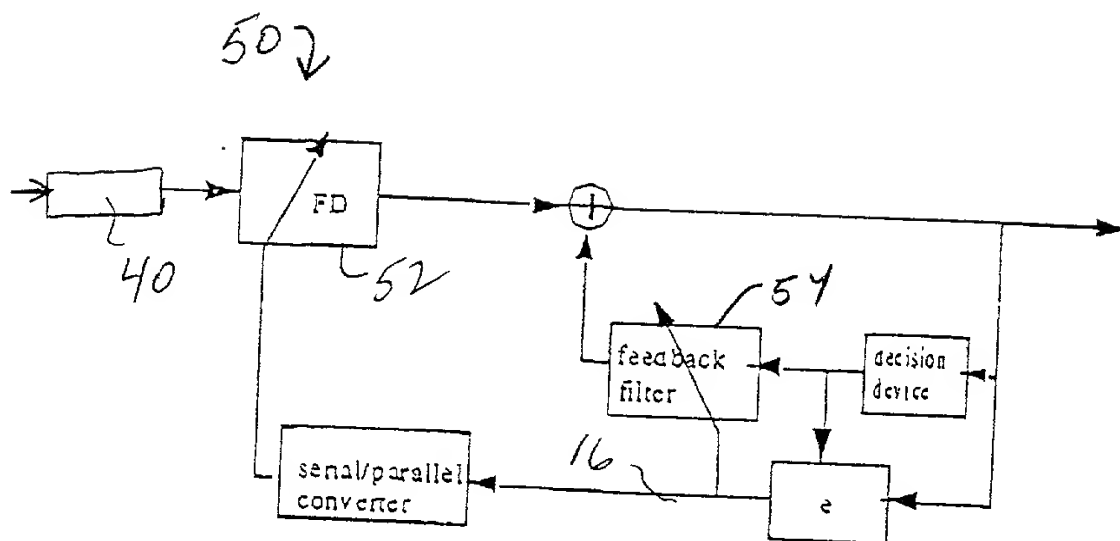 50
FD
40
52
54
feedback
filter
decision
device
16
serial/parallel
converter
e